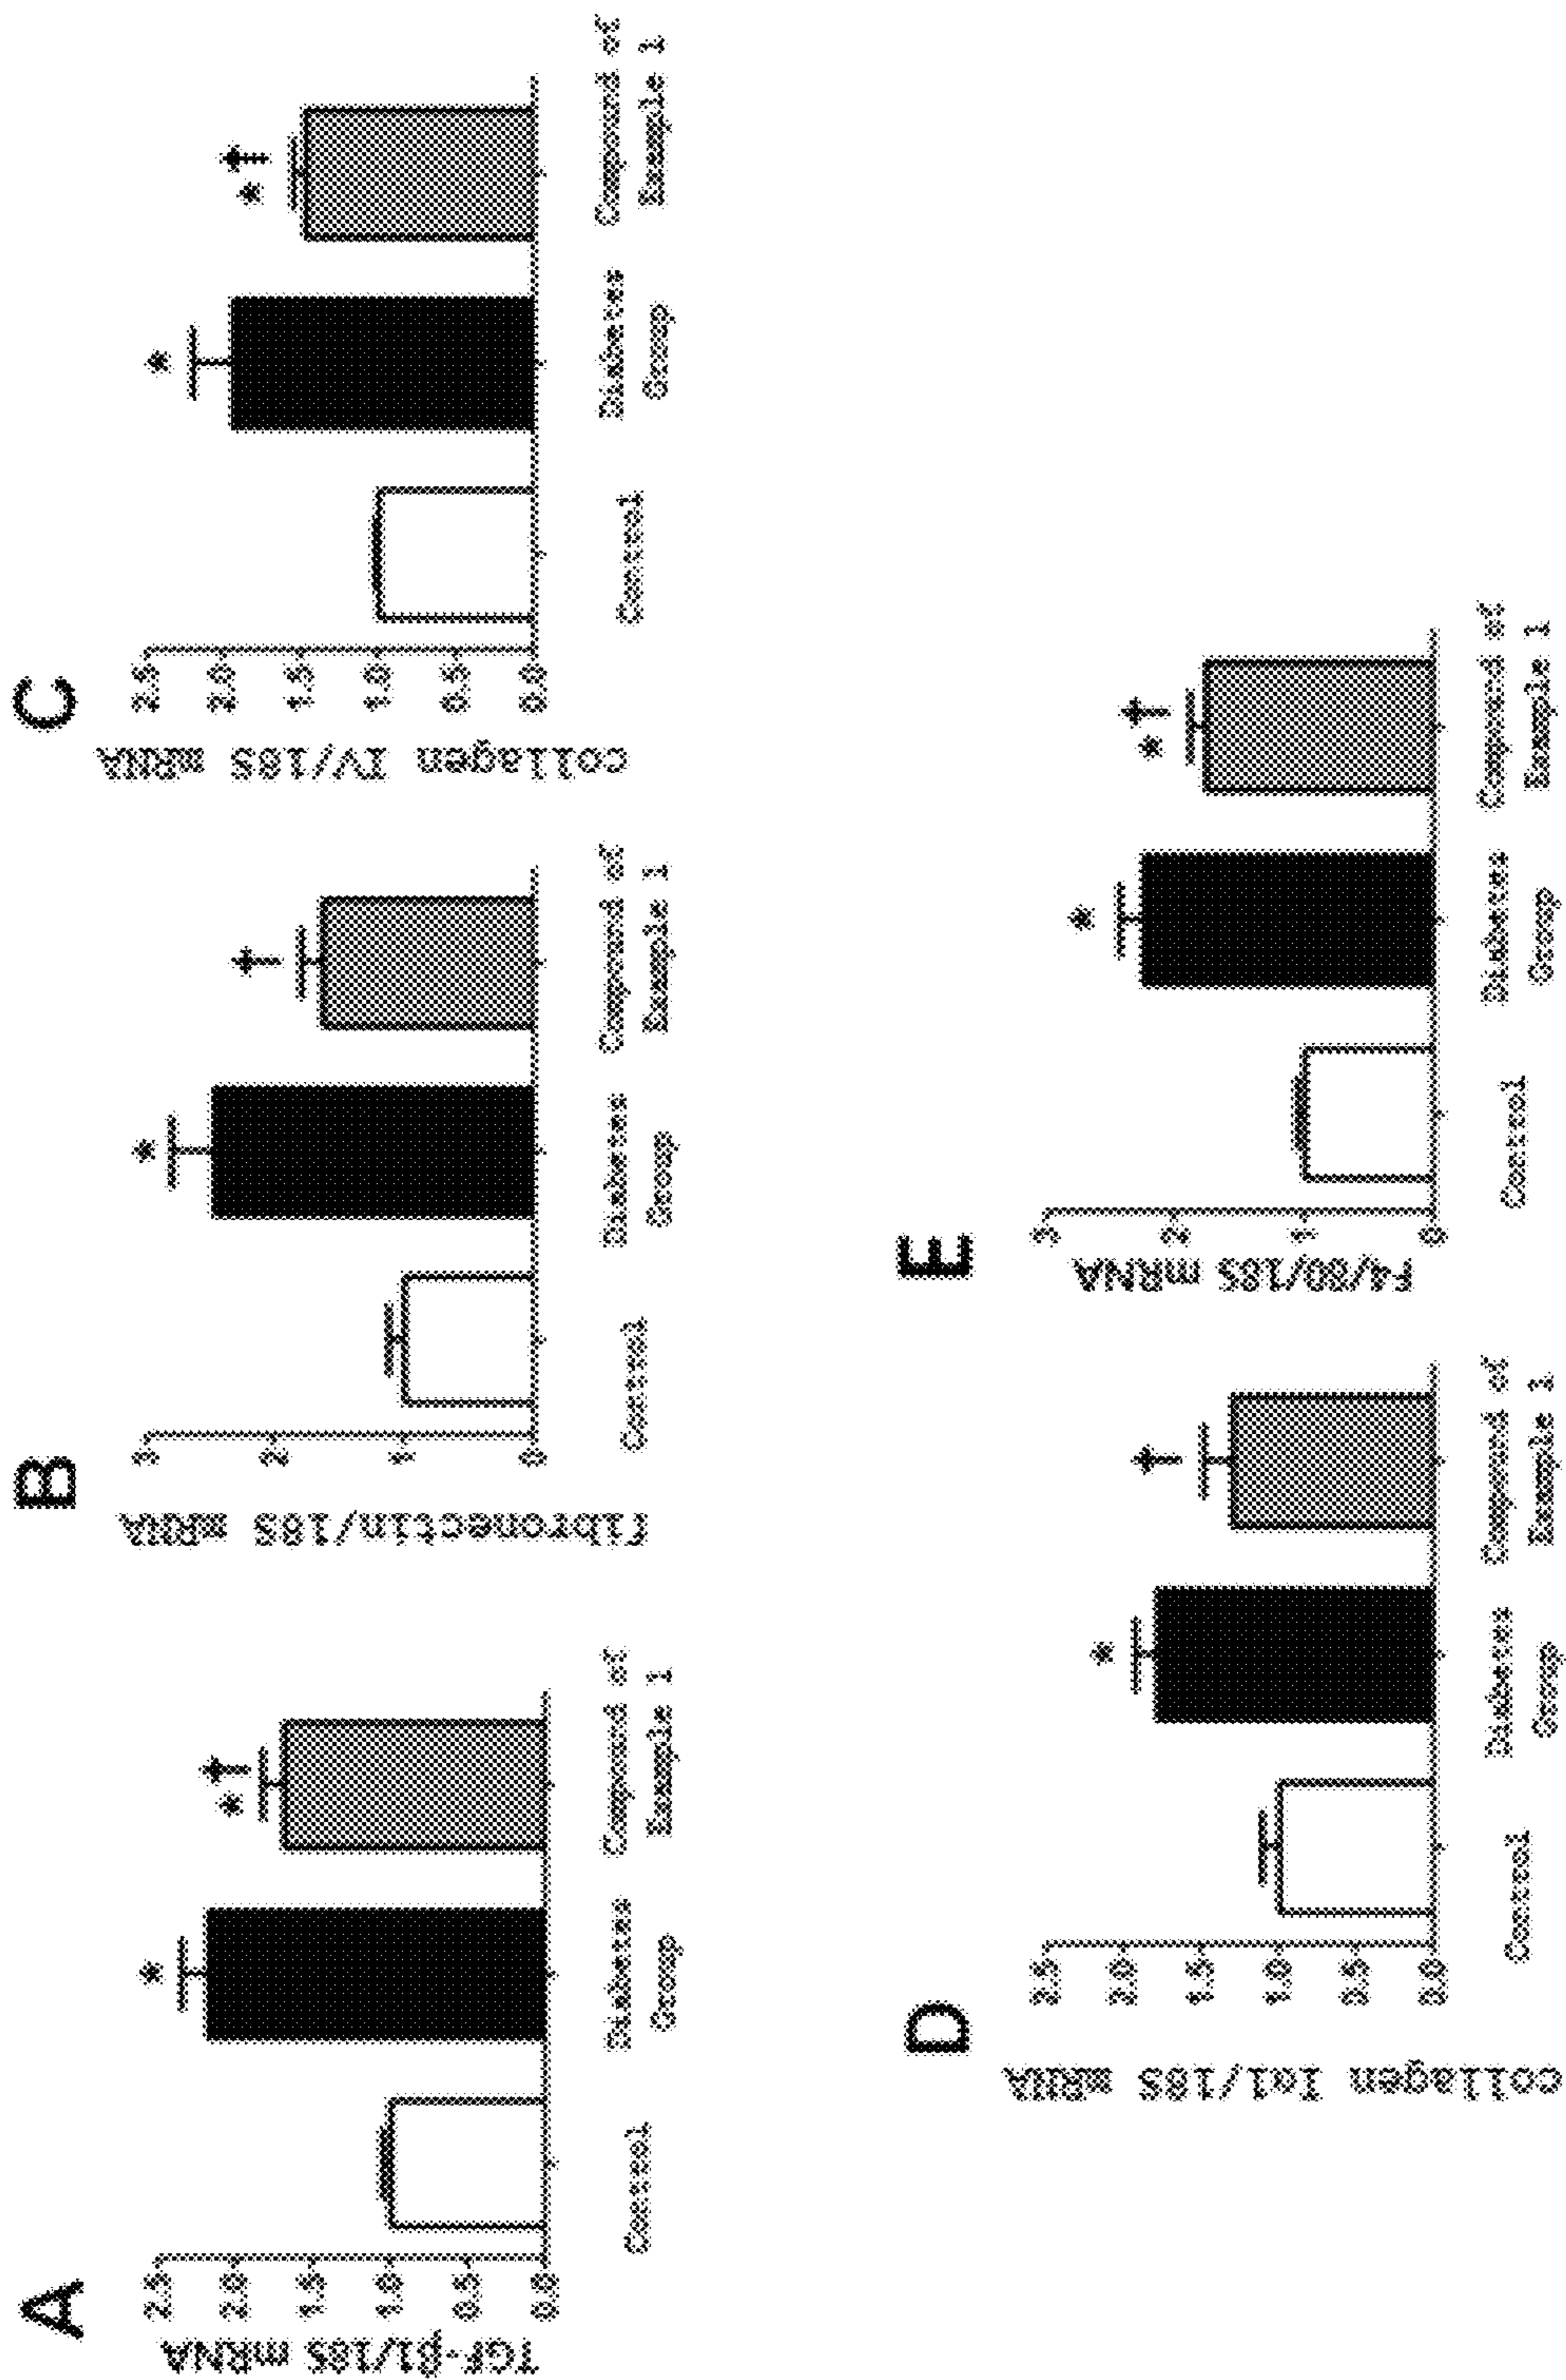 A
TGF-β1/18S mRNA
2.5
2.0
1.5
1.0
0.5
0.0
*
*†
Control
Diabetes
Group
Compound of
Example 1
B
fibronectin/18S mRNA
3
2
1
0
*
†
Control
Diabetes
Group
Compound of
Example 1
C
collagen IV/18S mRNA
2.5
2.0
1.5
1.0
0.5
0.0
*
*†
Control
Diabetes
Group
Compound of
Example 1
D
collagen Iα1/18S mRNA
2.5
2.0
1.5
1.0
0.5
0.0
*
†
Control
Diabetes
Group
Compound of
Example 1
E
F4/80/18S mRNA
3
2
1
0
*
*†
Control
Diabetes
Group
Compound of
Example 1